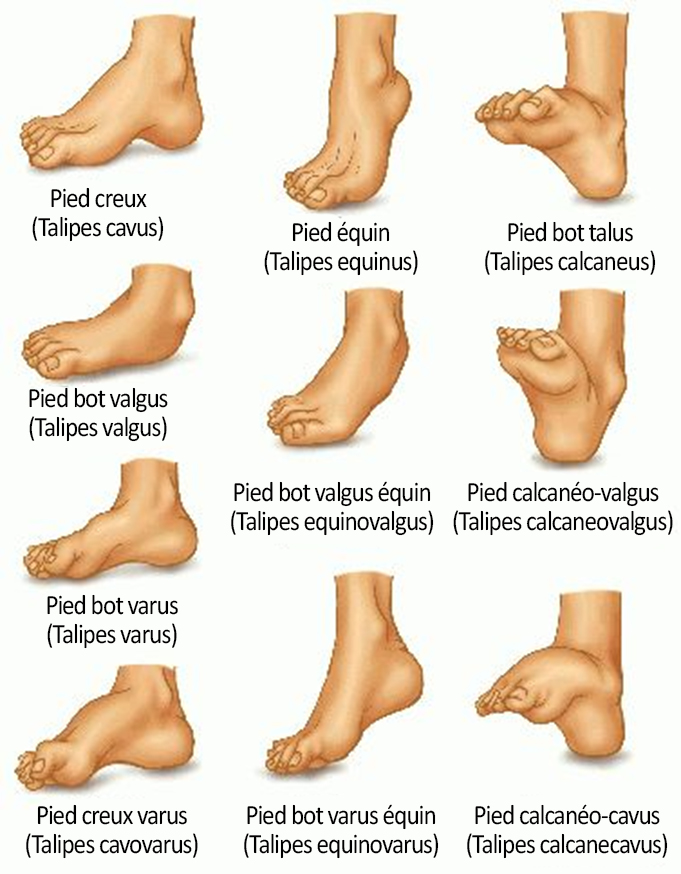 Pied creux
(Talipes cavus)
Pied équin
(Talipes equinus)
Pied bot talus
(Talipes calcaneus)
Pied bot valgus
(Talipes valgus)
Pied bot valgus équin
(Talipes equinovalgus)
Pied calcanéo-valgus
(Talipes calcaneovalgus)
Pied bot varus
(Talipes varus)
Pied creux varus
(Talipes cavovarus)
Pied bot varus équin
(Talipes equinovarus)
Pied calcanéo-cavus
(Talipes calcanecavus)